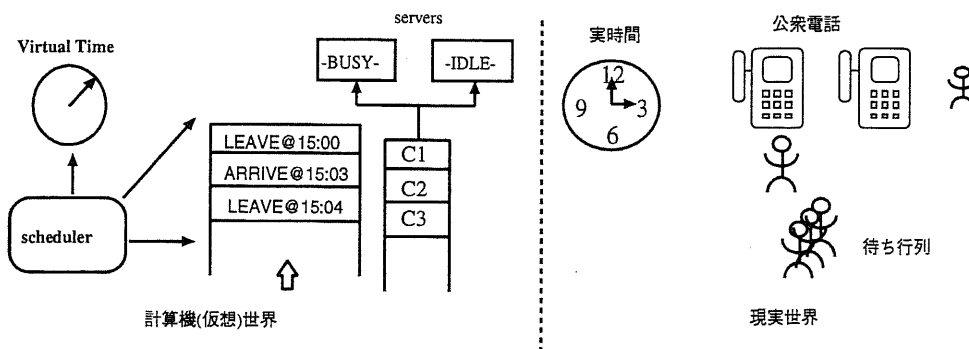 servers
Virtual Time
-BUSY-
-IDLE-
LEAVE@15:00
ARRIVE@15:03
LEAVE@15:04
C1
C2
C3
scheduler
計算機(仮想)世界
実時間
12
9
3
6
公衆電話
待ち行列
現実世界